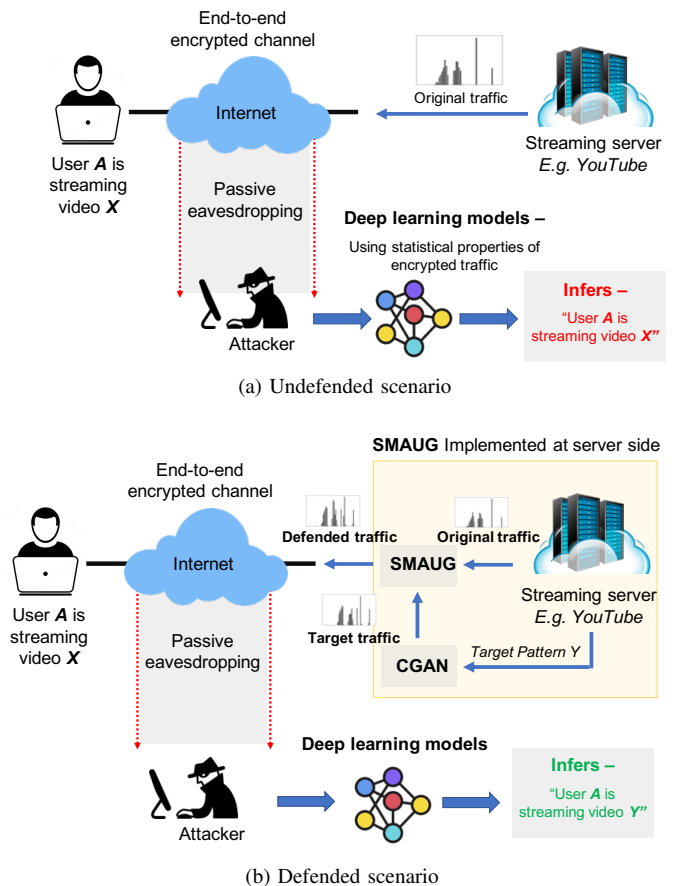 End-to-end
encrypted channel
Internet
Original traffic
User A is
streaming
video X
Streaming server
E.g. YouTube
Passive
eavesdropping
Deep learning models –
Using statistical properties of
encrypted traffic
Attacker
Infers –
“User A is
streaming video X”
(a) Undefended scenario
SMAUG Implemented at server side
End-to-end
encrypted channel
Defended traffic
Original traffic
Internet
SMAUG
User A is
streaming
video X
Streaming server
E.g. YouTube
Target traffic
Passive
eavesdropping
CGAN
Target Pattern Y
Deep learning models
Attacker
Infers –
“User A is
streaming video Y”
(b) Defended scenario